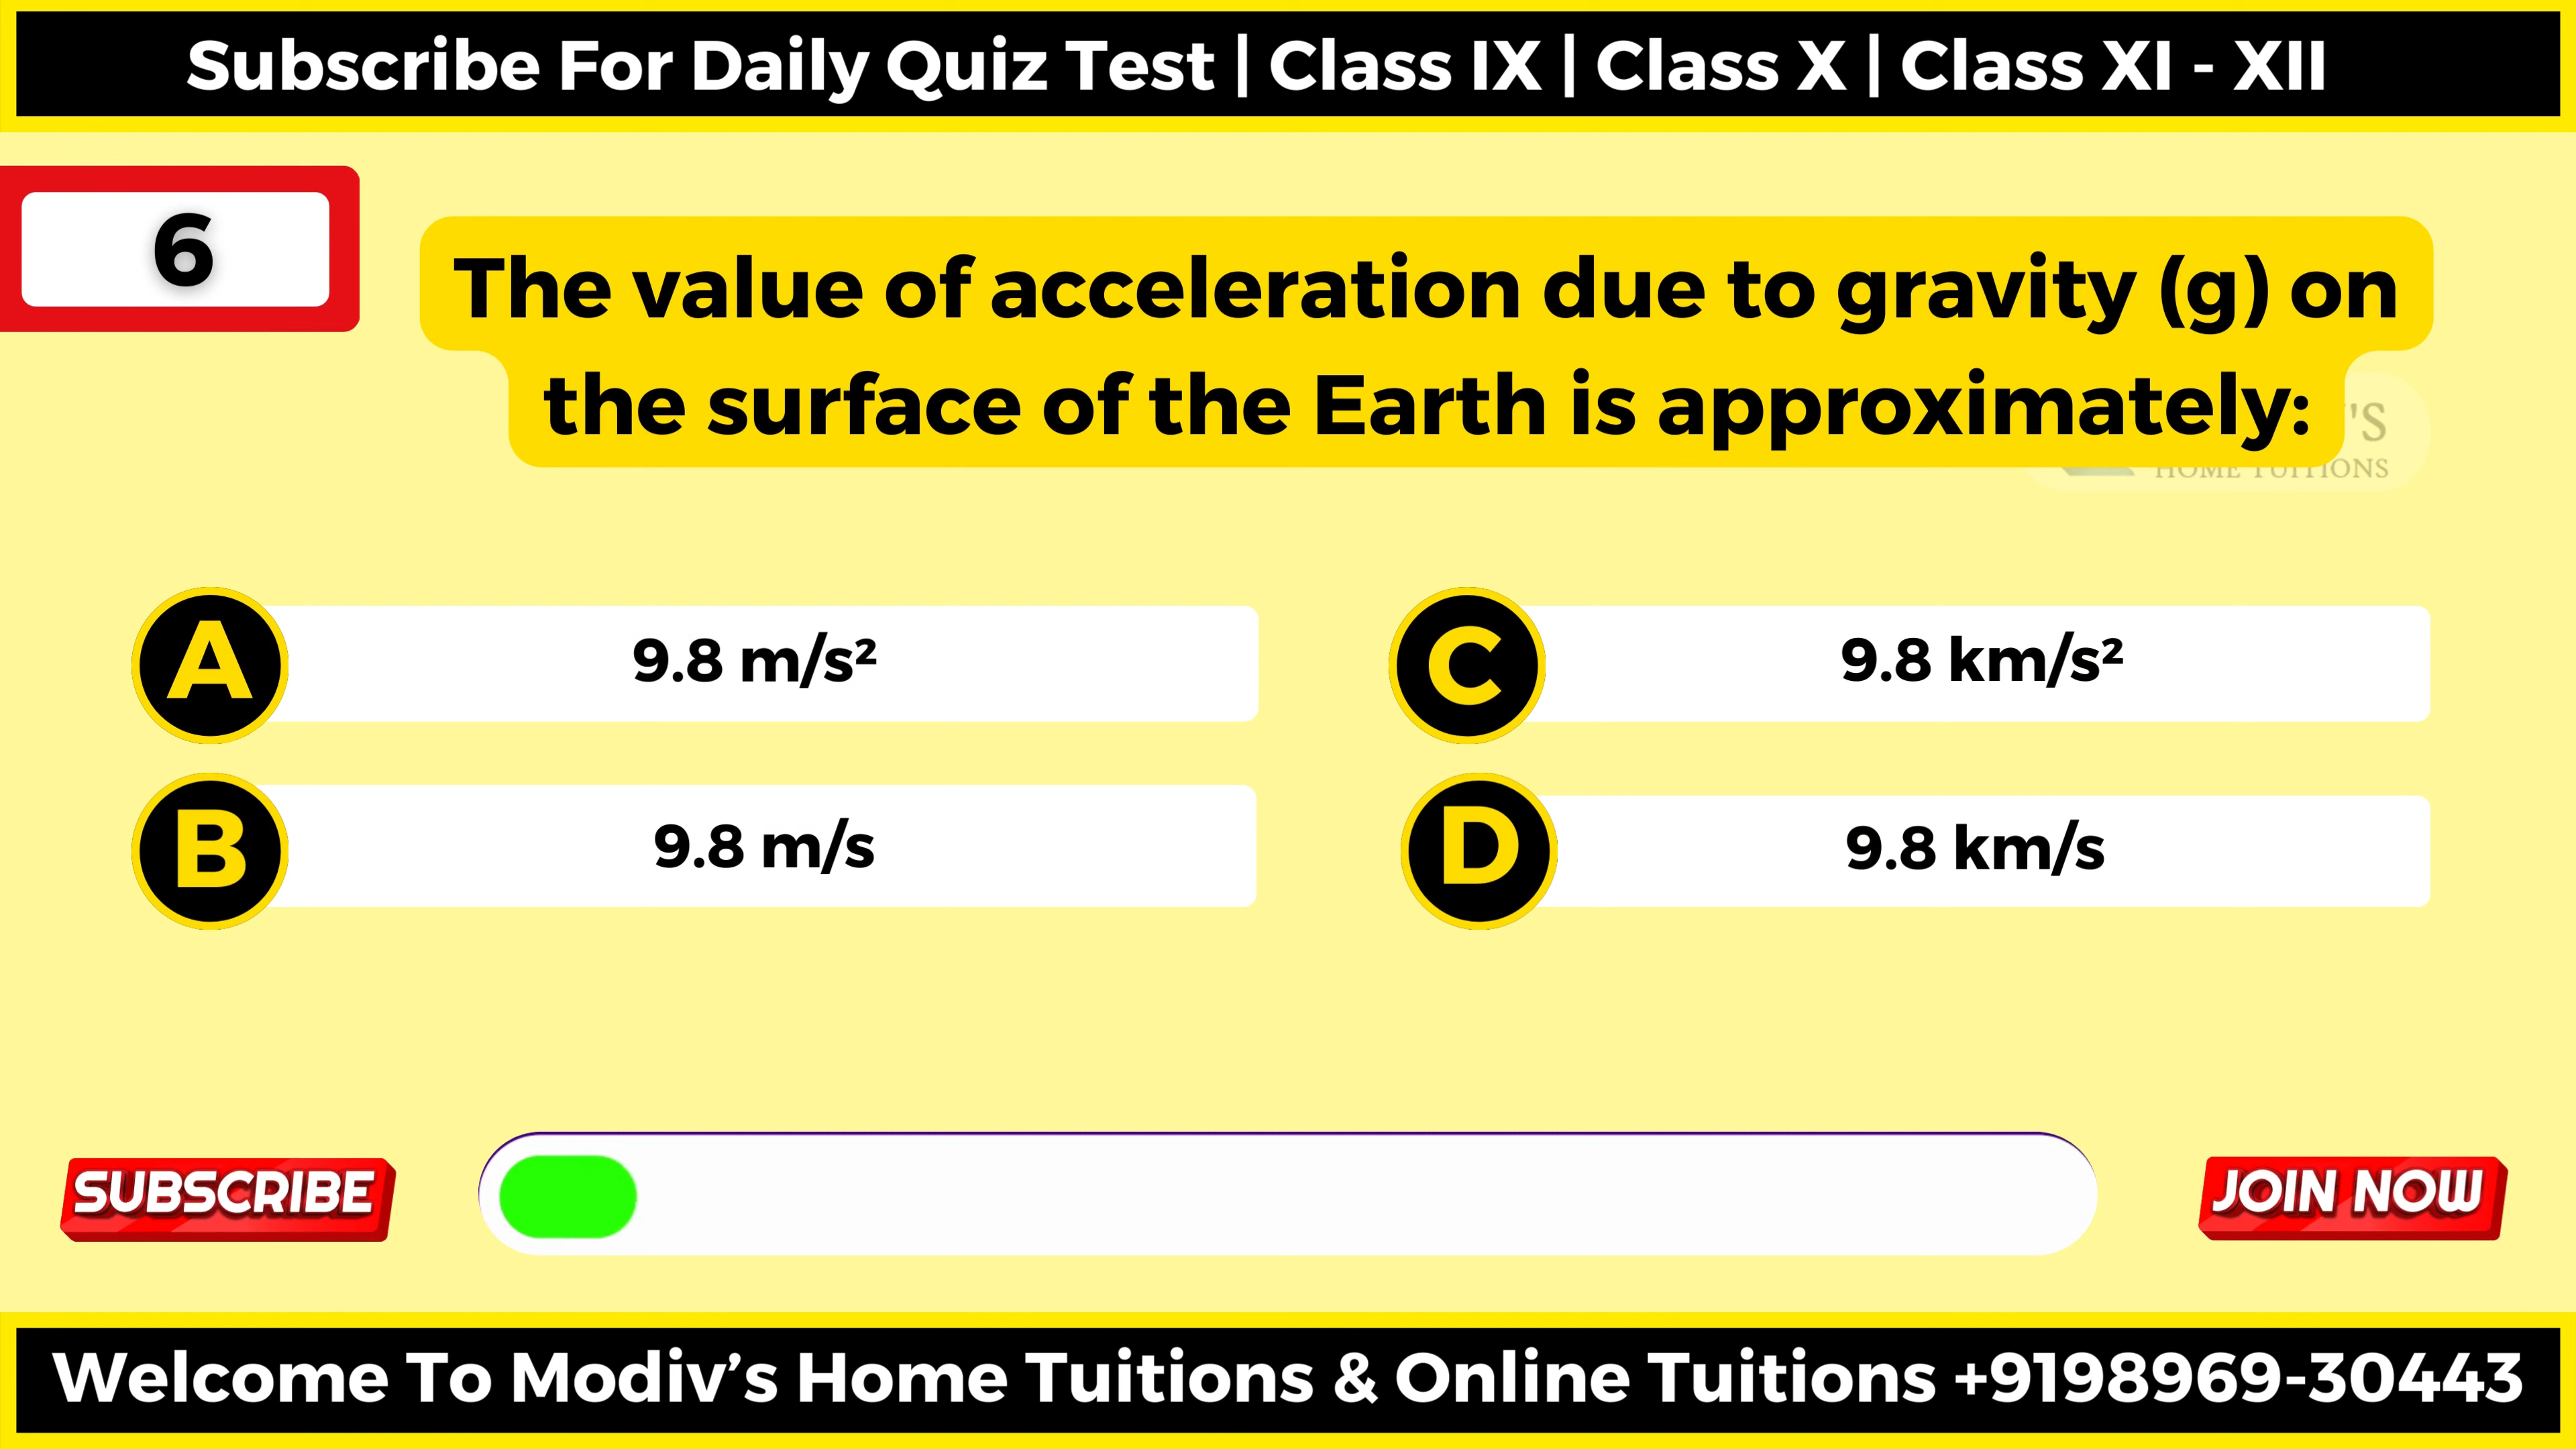 Subscribe For Daily Quiz Test | Class IX | Class X | Class XI - XII
6
The value of acceleration due to gravity (g) on
the surface of the Earth is approximately:
'S
HOME TUITIONS
A
9.8 m/s²
C
9.8 km/s²
B
9.8 m/s
D
9.8 km/s
SUBSCRIBE
JOIN NOW
Welcome To Modiv’s Home Tuitions & Online Tuitions +9198969-30443